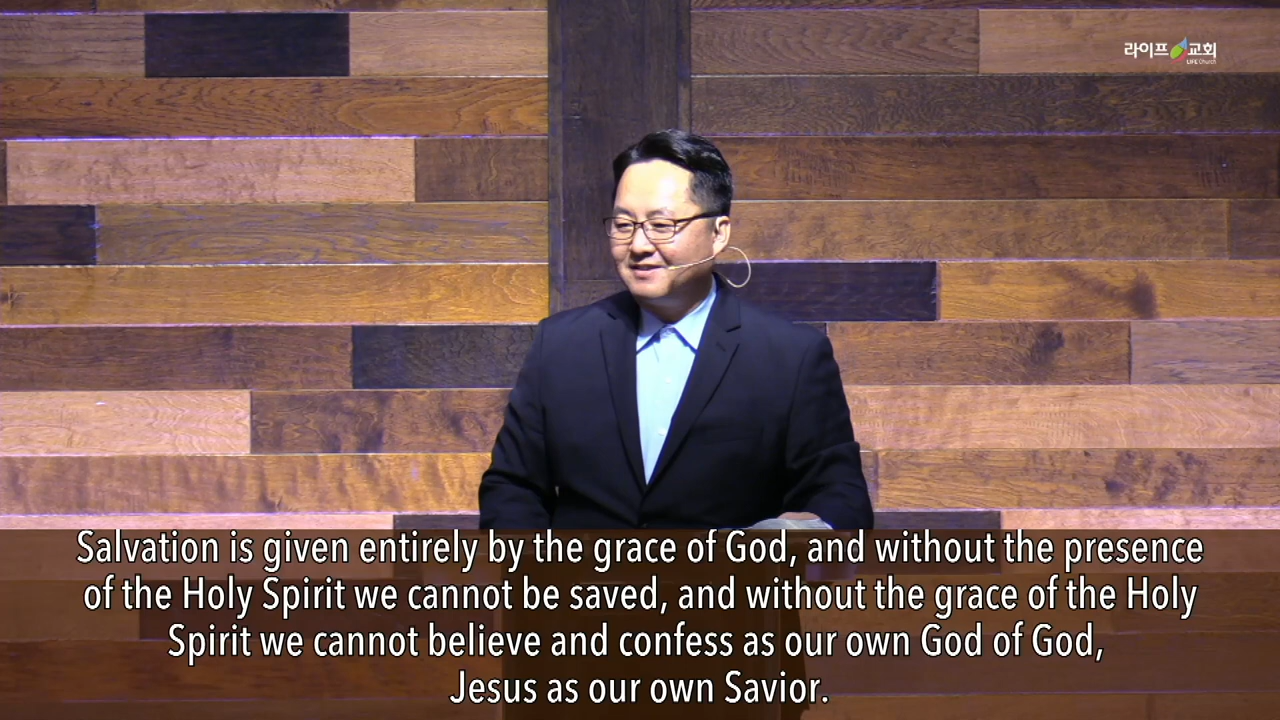 라이프 교회
LIFE Church
Salvation is given entirely by the grace of God, and without the presence
of the Holy Spirit we cannot be saved, and without the grace of the Holy
Spirit we cannot believe and confess as our own God of God,
Jesus as our own Savior.